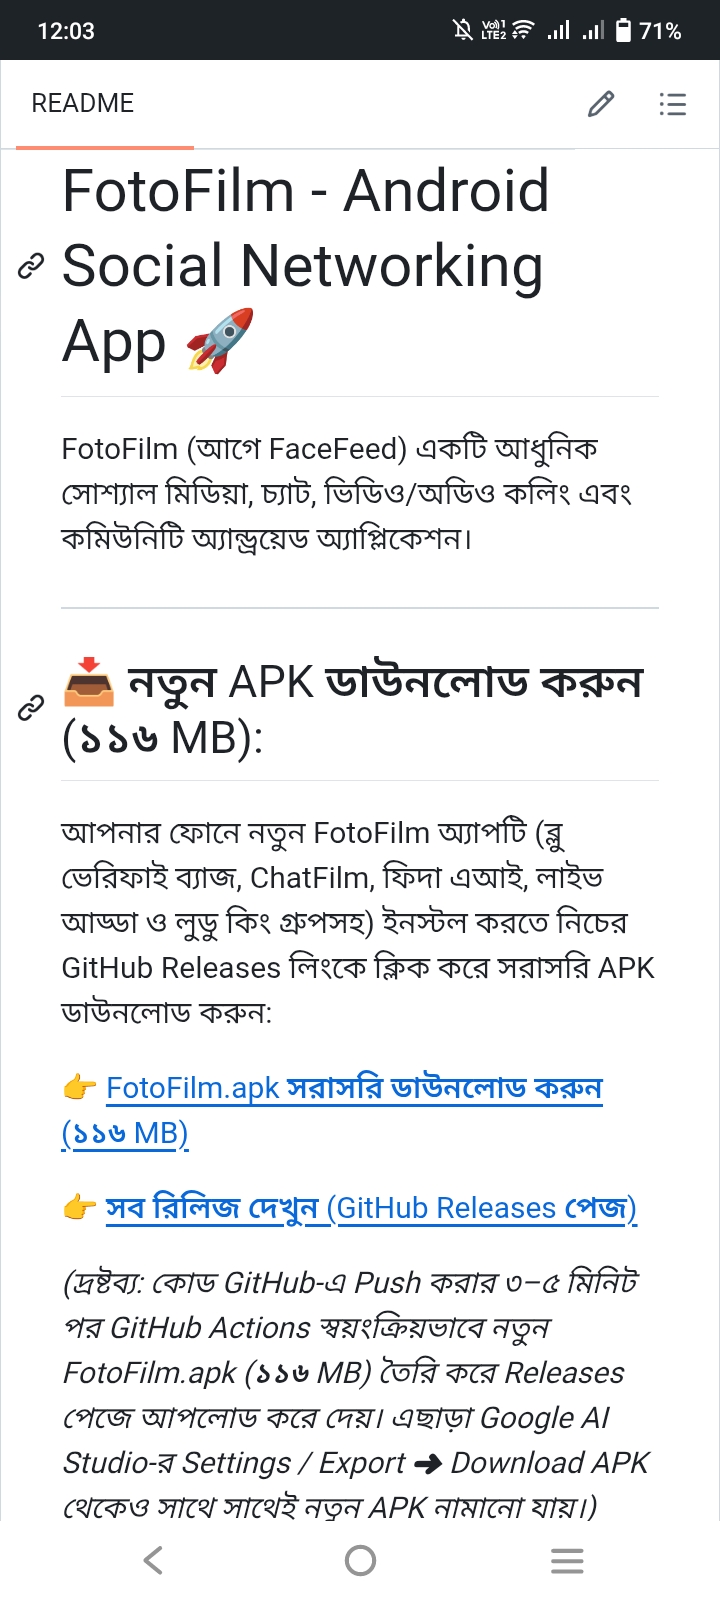 12:03
Vo) 1
LTE2
71%
README
FotoFilm - Android
Social Networking
App 🚀
FotoFilm (আগে FaceFeed) একটি আধুনিক
সোশ্যাল মিডিয়া, চ্যাট, ভিডিও/অডিও কলিং এবং
কমিউনিটি অ্যান্ড্রয়েড অ্যাপ্লিকেশন।
📥 নতুন APK ডাউনলোড করুন
(১১৬ MB):
আপনার ফোনে নতুন FotoFilm অ্যাপটি (ব্লু
ভেরিফাই ব্যাজ, ChatFilm, ফিদা এআই, লাইভ
আড্ডা ও লুডু কিং গ্রুপসহ) ইনস্টল করতে নিচের
GitHub Releases লিংকে ক্লিক করে সরাসরি APK
ডাউনলোড করুন:
👉 FotoFilm.apk সরাসরি ডাউনলোড করুন
(১১৬ MB)
👉 সব রিলিজ দেখুন (GitHub Releases পেজ)
(দ্রষ্টব্য: কোড GitHub-এ Push করার ৩–৫ মিনিট
পর GitHub Actions স্বয়ংক্রিয়ভাবে নতুন
FotoFilm.apk (১১৬ MB) তৈরি করে Releases
পেজে আপলোড করে দেয়। এছাড়া Google AI
Studio-র Settings / Export ➔ Download APK
থেকেও সাথে সাথেই নতুন APK নামানো যায়।)